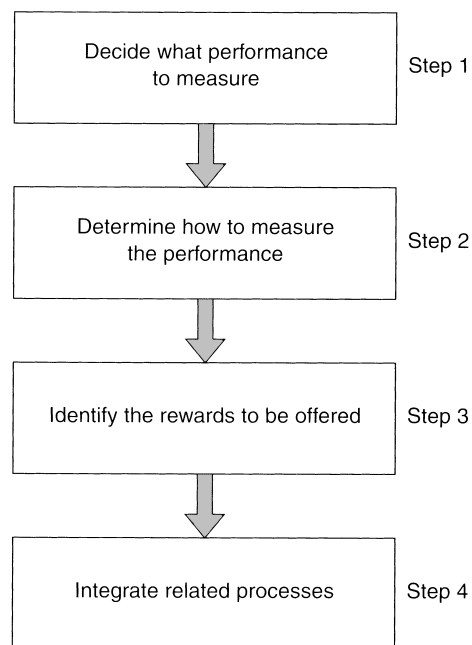 Decide what performance
to measure
Step 1
Determine how to measure
the performance
Step 2
Identify the rewards to be offered
Step 3
Integrate related processes
Step 4